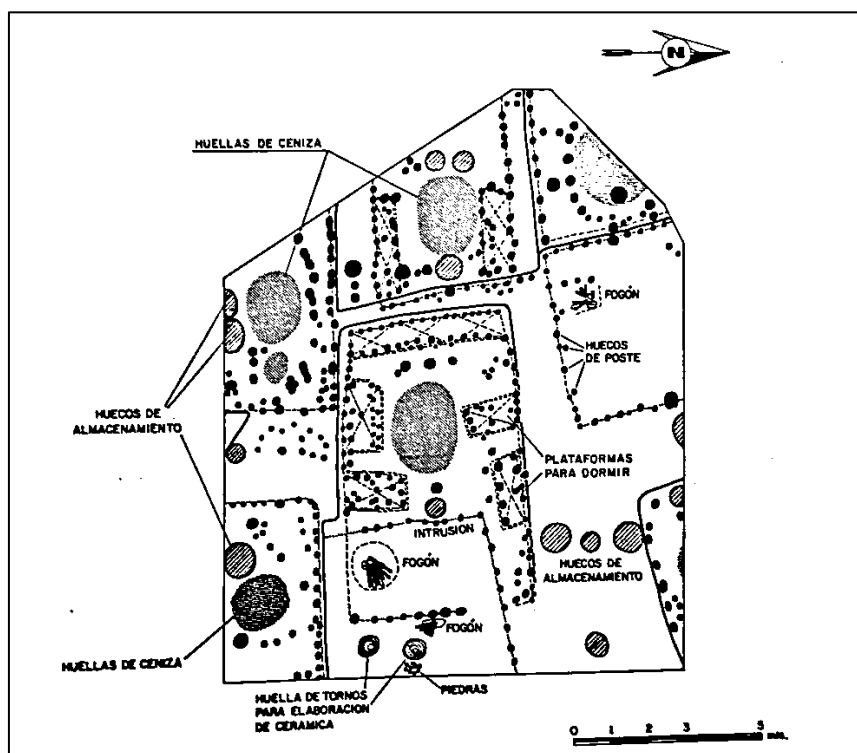 N
HUELLAS DE CENIZA
FOGÓN
HUECOS
DE POSTE
HUECOS DE
ALMACENAMIENTO
PLATAFORMAS
PARA DORMIR
INTRUSION
FOGÓN
HUECOS DE
ALMACENAMIENTO
FOGÓN
HUELLAS DE CENIZA
PIEDRAS
HUELLA DE TORNOS
PARA ELABORACION
DE CERAMICA
0 1 2 3 5
mts.